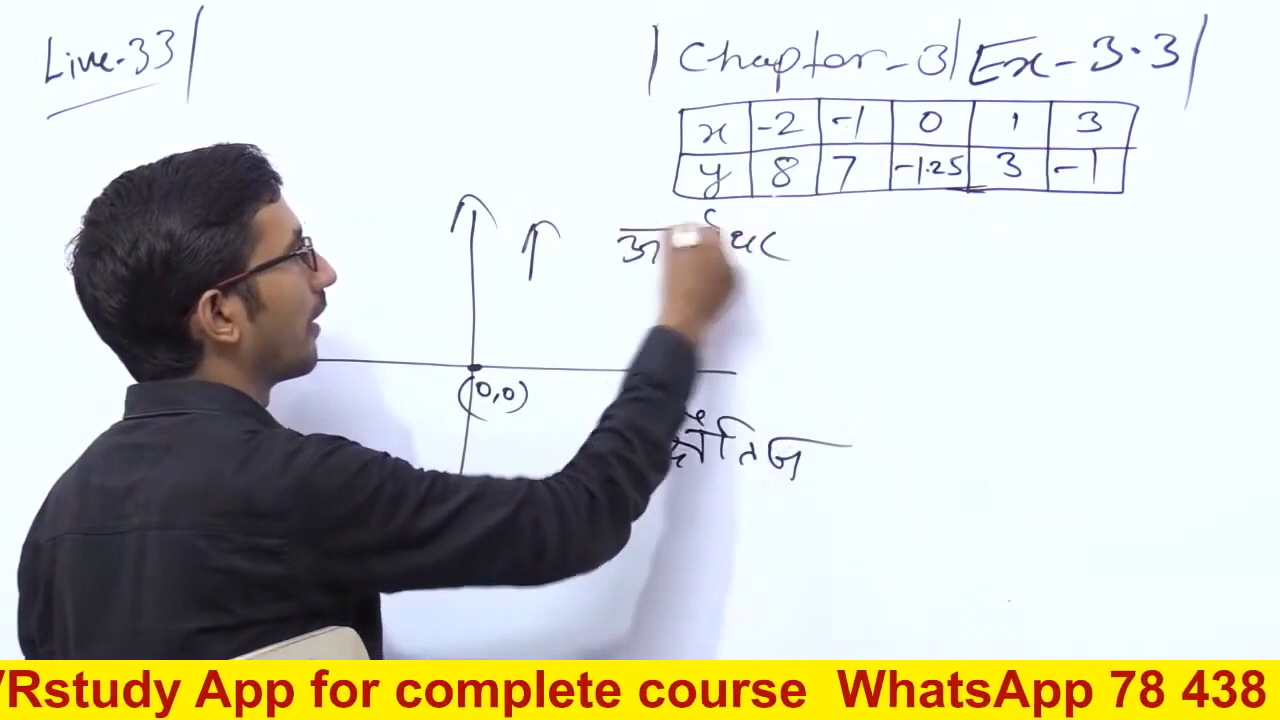 Live-33
Chapter-3 | Ex-3.3 |
x -2 -1 0 1 3
y 8 7 -1.25 3 -1
(0,0)
क्षैतिज
VRstudy App for complete course WhatsApp 78 438